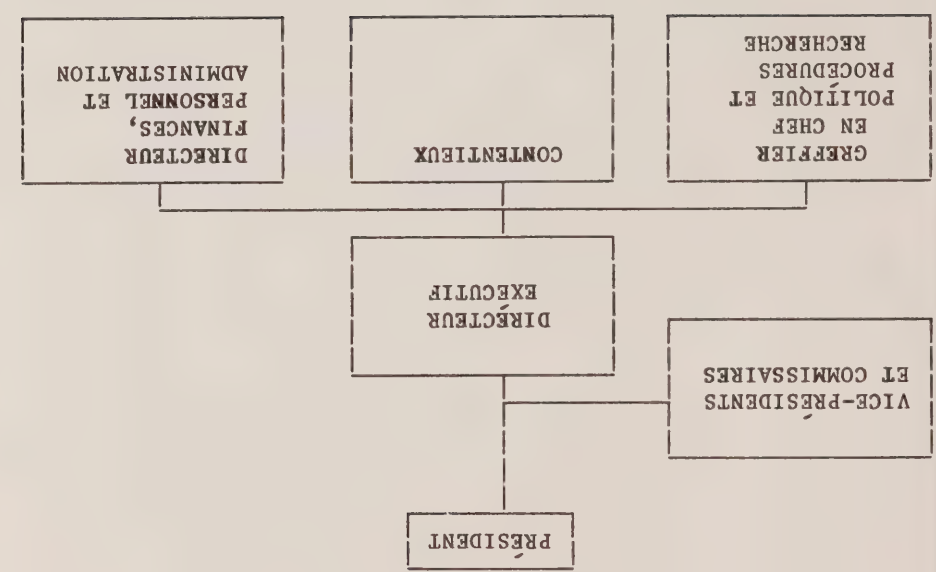 PRÉSIDENT
VICE-PRÉSIDENTS
ET COMMISSAIRES
DIRECTEUR
EXÉCUTIF
GREFFIER
EN CHEF
POLITIQUE ET
PROCÉDURES
RECHERCHE
CONTENTIEUX
DIRECTEUR
FINANCES,
PERSONNEL ET
ADMINISTRATION